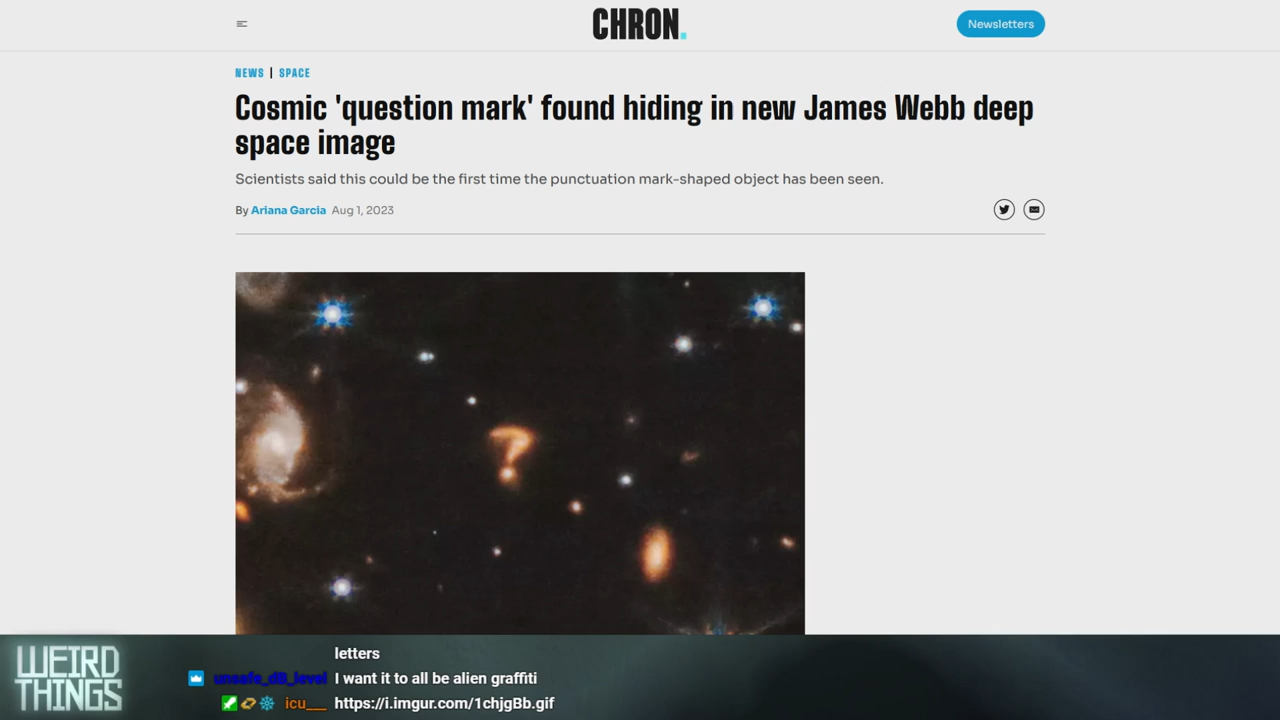 CHRON.
Newsletters
NEWS | SPACE
Cosmic 'question mark' found hiding in new James Webb deep
space image
Scientists said this could be the first time the punctuation mark-shaped object has been seen.
By Ariana Garcia Aug 1, 2023
WEIRD
THINGS
letters
unsafe_dB_level I want it to all be alien graffiti
icu___ https://i.imgur.com/1chjgBb.gif